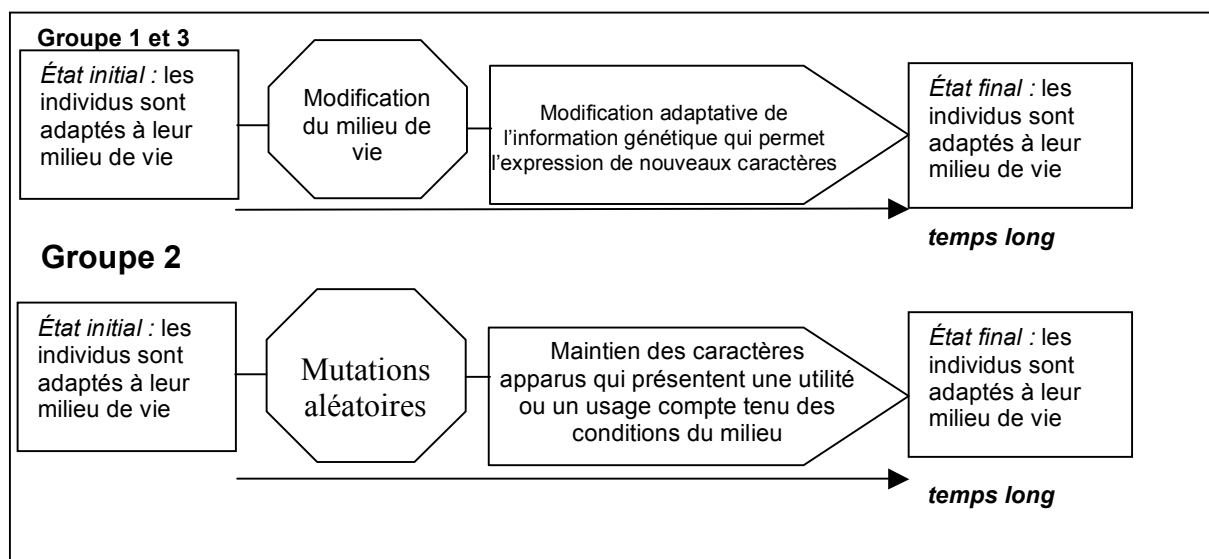 Groupe 1 et 3
État initial : les
individus sont
adaptés à leur
milieu de vie
Modification
du milieu de
vie
Modification adaptative de
l'information génétique qui permet
l'expression de nouveaux caractères
État final : les
individus sont
adaptés à leur
milieu de vie
temps long
Groupe 2
État initial : les
individus sont
adaptés à leur
milieu de vie
Mutations
aléatoires
Maintien des caractères
apparus qui présentent une utilité
ou un usage compte tenu des
conditions du milieu
État final : les
individus sont
adaptés à leur
milieu de vie
temps long